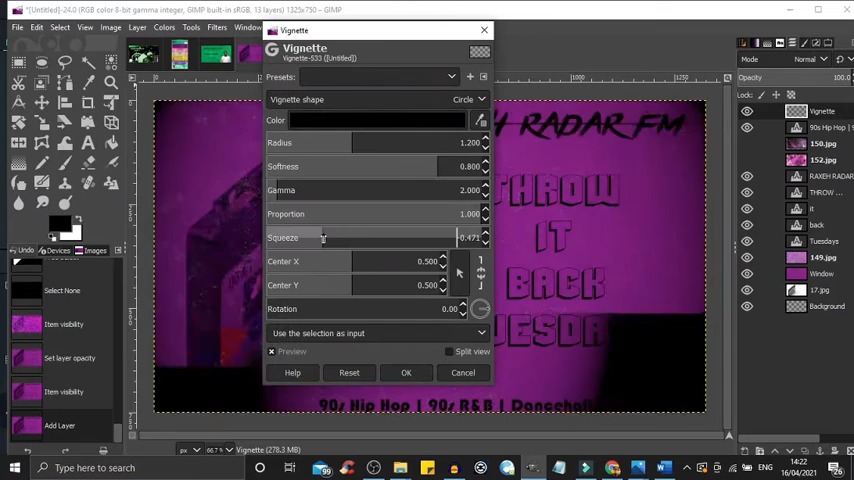 *[Untitled]-24.0 (RGB color 8-bit gamma integer, GIMP built-in sRGB, 13 layers) 1325x750 – GIMP
File Edit Select View Image Layer Colors Tools Filters Window
Vignette
Vignette
Vignette-533 ([Untitled])
Presets:
Vignette shape Circle
Color
Radius 1.200
Softness 0.800
Gamma 2.000
Proportion 1.000
Squeeze -0.471
Center X 0.500
Center Y 0.500
Rotation 0.00
Use the selection as input
Preview Split view
Help Reset OK Cancel
Undo Devices Images
Select None
Item visibility
Set layer opacity
Item visibility
Add Layer
1000 1250
RADAR FM
THROW
IT
BACK
UESDA
90s Hip Hop | 90s R&B | Dancehall
Mode Normal
Opacity 100.0
Lock:
Vignette
90s Hip Hop |
150.jpg
152.jpg
RAXEH RADAR
THROW ...
it
back
Tuesdays
149.jpg
Window
17.jpg
Background
px 66.7 % Vignette (278.3 MB)
Type here to search
99
ENG
14:22
16/04/2021
26